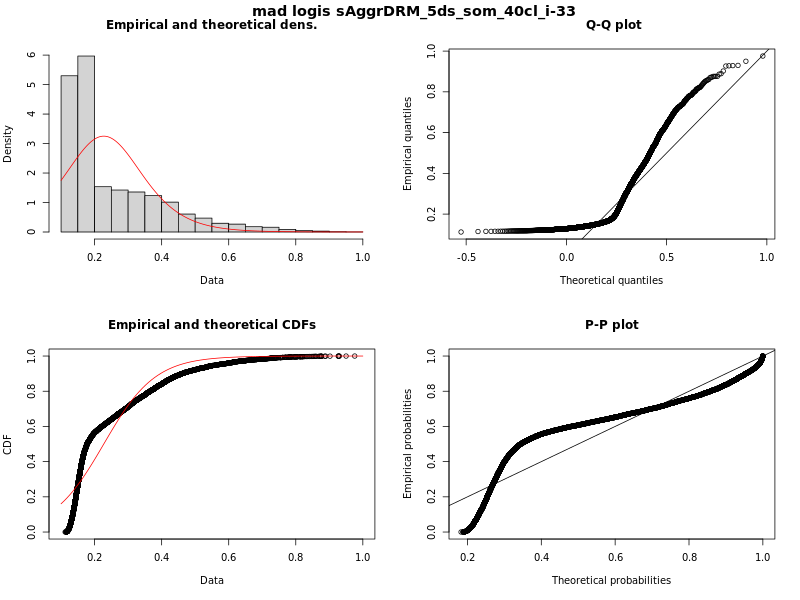 mad logis sAggrDRM_5ds_som_40cl_i-33
Empirical and theoretical dens.
Density
0 1 2 3 4 5 6
0.2 0.4 0.6 0.8 1.0
Data
Q-Q plot
Empirical quantiles
0.2 0.4 0.6 0.8 1.0
-0.5 0.0 0.5 1.0
Theoretical quantiles
Empirical and theoretical CDFs
CDF
0.0 0.2 0.4 0.6 0.8 1.0
0.2 0.4 0.6 0.8 1.0
Data
P-P plot
Empirical probabilities
0.0 0.2 0.4 0.6 0.8 1.0
0.2 0.4 0.6 0.8 1.0
Theoretical probabilities